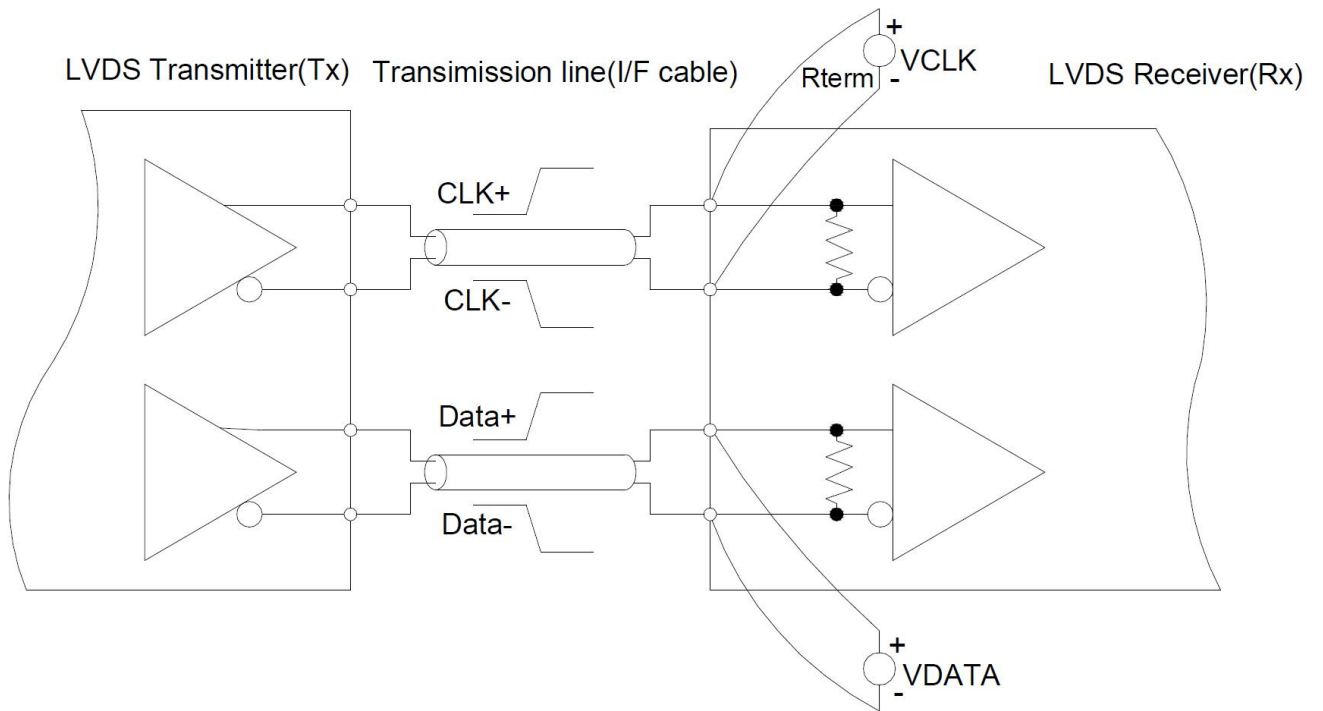 LVDS Transmitter(Tx)
Transimission line(I/F cable)
+
VCLK
Rterm -
LVDS Receiver(Rx)
CLK+
CLK-
Data+
Data-
+
VDATA
-